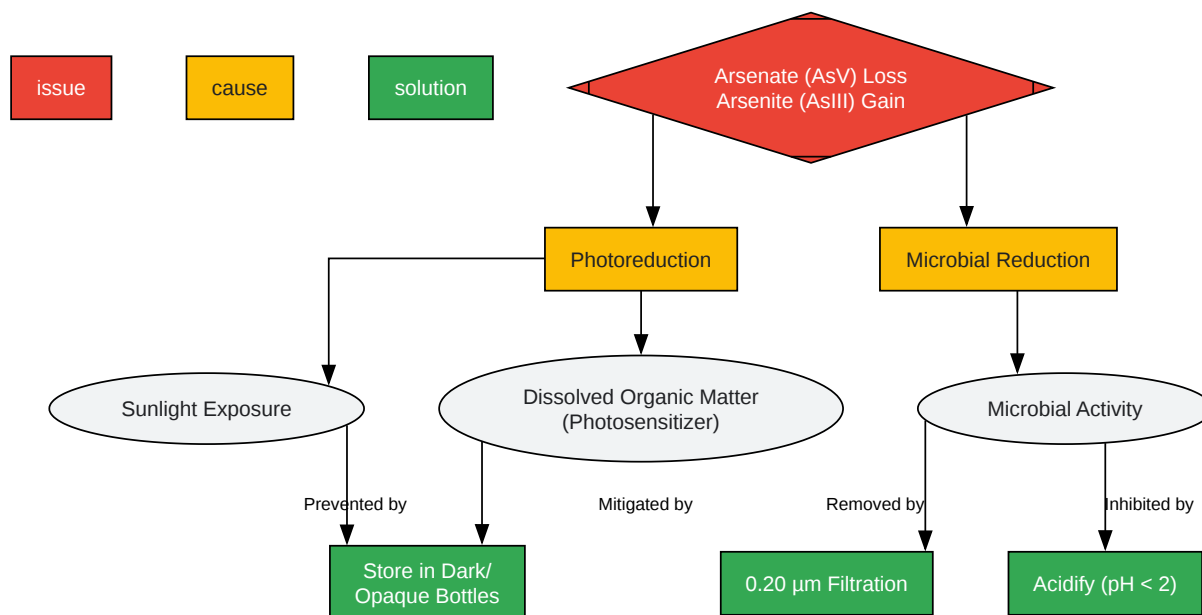 issue
cause
solution
Arsenate (AsV) Loss
Arsenite (AsIII) Gain
Photoreduction
Microbial Reduction
Sunlight Exposure
Dissolved Organic Matter
(Photosensitizer)
Microbial Activity
Prevented by
Mitigated by
Removed by
Inhibited by
Store in Dark/
Opaque Bottles
0.20 µm Filtration
Acidify (pH < 2)